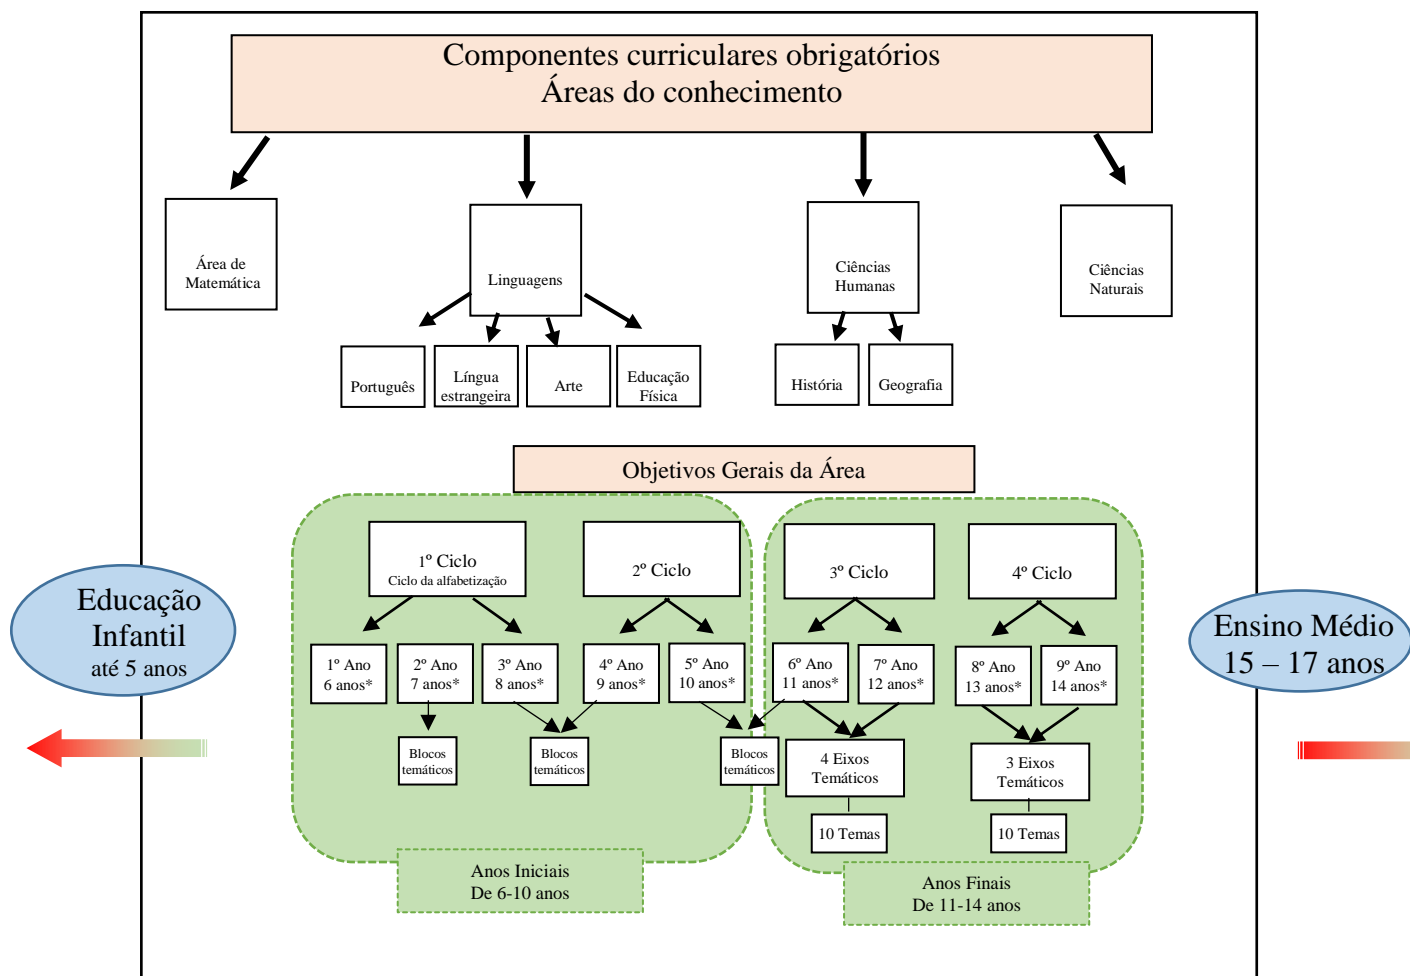 Componentes curriculares obrigatórios
Áreas do conhecimento
Área de
Matemática
Linguagens
Ciências
Humanas
Ciências
Naturais
Português
Língua
estrangeira
Arte
Educação
Física
História
Geografia
Objetivos Gerais da Área
1º Ciclo
Ciclo da alfabetização
2º Ciclo
3º Ciclo
4º Ciclo
Educação
Infantil
até 5 anos
Ensino Médio
15 – 17 anos
1º Ano
6 anos*
2º Ano
7 anos*
3º Ano
8 anos*
4º Ano
9 anos*
5º Ano
10 anos*
6º Ano
11 anos*
7º Ano
12 anos*
8º Ano
13 anos*
9º Ano
14 anos*
Blocos
temáticos
Blocos
temáticos
Blocos
temáticos
4 Eixos
Temáticos
3 Eixos
Temáticos
10 Temas
10 Temas
Anos Iniciais
De 6-10 anos
Anos Finais
De 11-14 anos